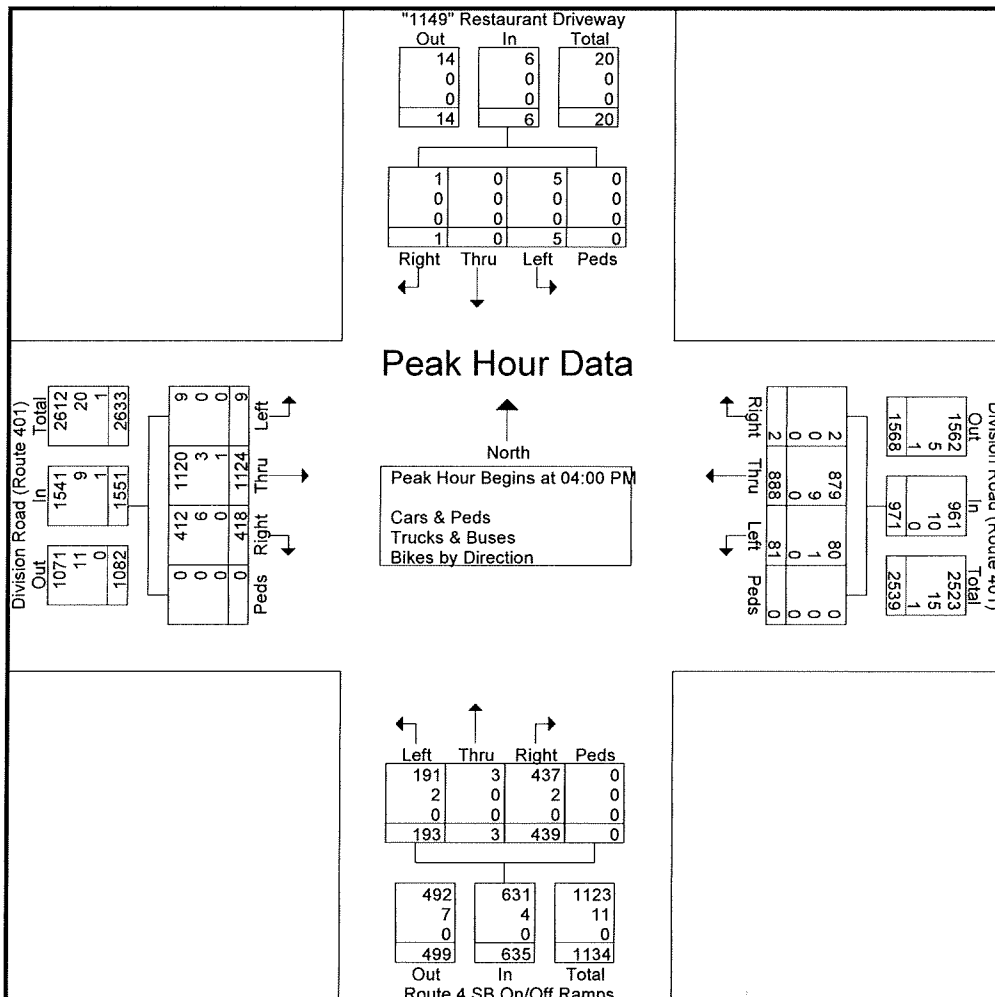 "1149" Restaurant Driveway
Out In Total
14 6 20
0 0 0
0 0 0
14 6 20
1 0 5 0
0 0 0 0
0 0 0 0
1 0 5 0
Right Thru Left Peds
Peak Hour Data
North
Peak Hour Begins at 04:00 PM
Cars & Peds
Trucks & Buses
Bikes by Direction
Division Road (Route 401)
Out In Total
1071 1541 2612
11 9 20
0 1 1
1082 1551 2633
Peds Right Thru Left
0 412 1120 9
0 6 3 0
0 0 1 0
0 418 1124 9
Division Road (Route 401)
Out In Total
1562 961 2523
5 10 15
1 0 1
1568 971 2539
Right Thru Left Peds
2 879 80 0
0 9 1 0
0 0 0 0
2 888 81 0
Left Thru Right Peds
191 3 437 0
2 0 2 0
0 0 0 0
193 3 439 0
492 631 1123
7 4 11
0 0 0
499 635 1134
Out In Total
Route 4 SB On/Off Ramps